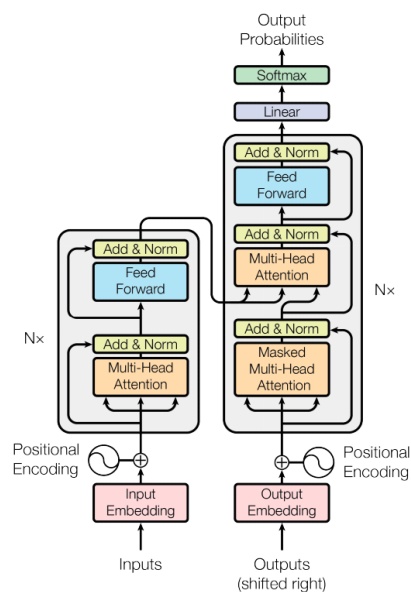 Output
Probabilities
Softmax
Linear
Add & Norm
Feed
Forward
Add & Norm
Multi-Head
Attention
Add & Norm
Masked
Multi-Head
Attention
Nx
Add & Norm
Feed
Forward
Add & Norm
Multi-Head
Attention
Nx
Positional
Encoding
Positional
Encoding
Input
Embedding
Output
Embedding
Inputs
Outputs
(shifted right)